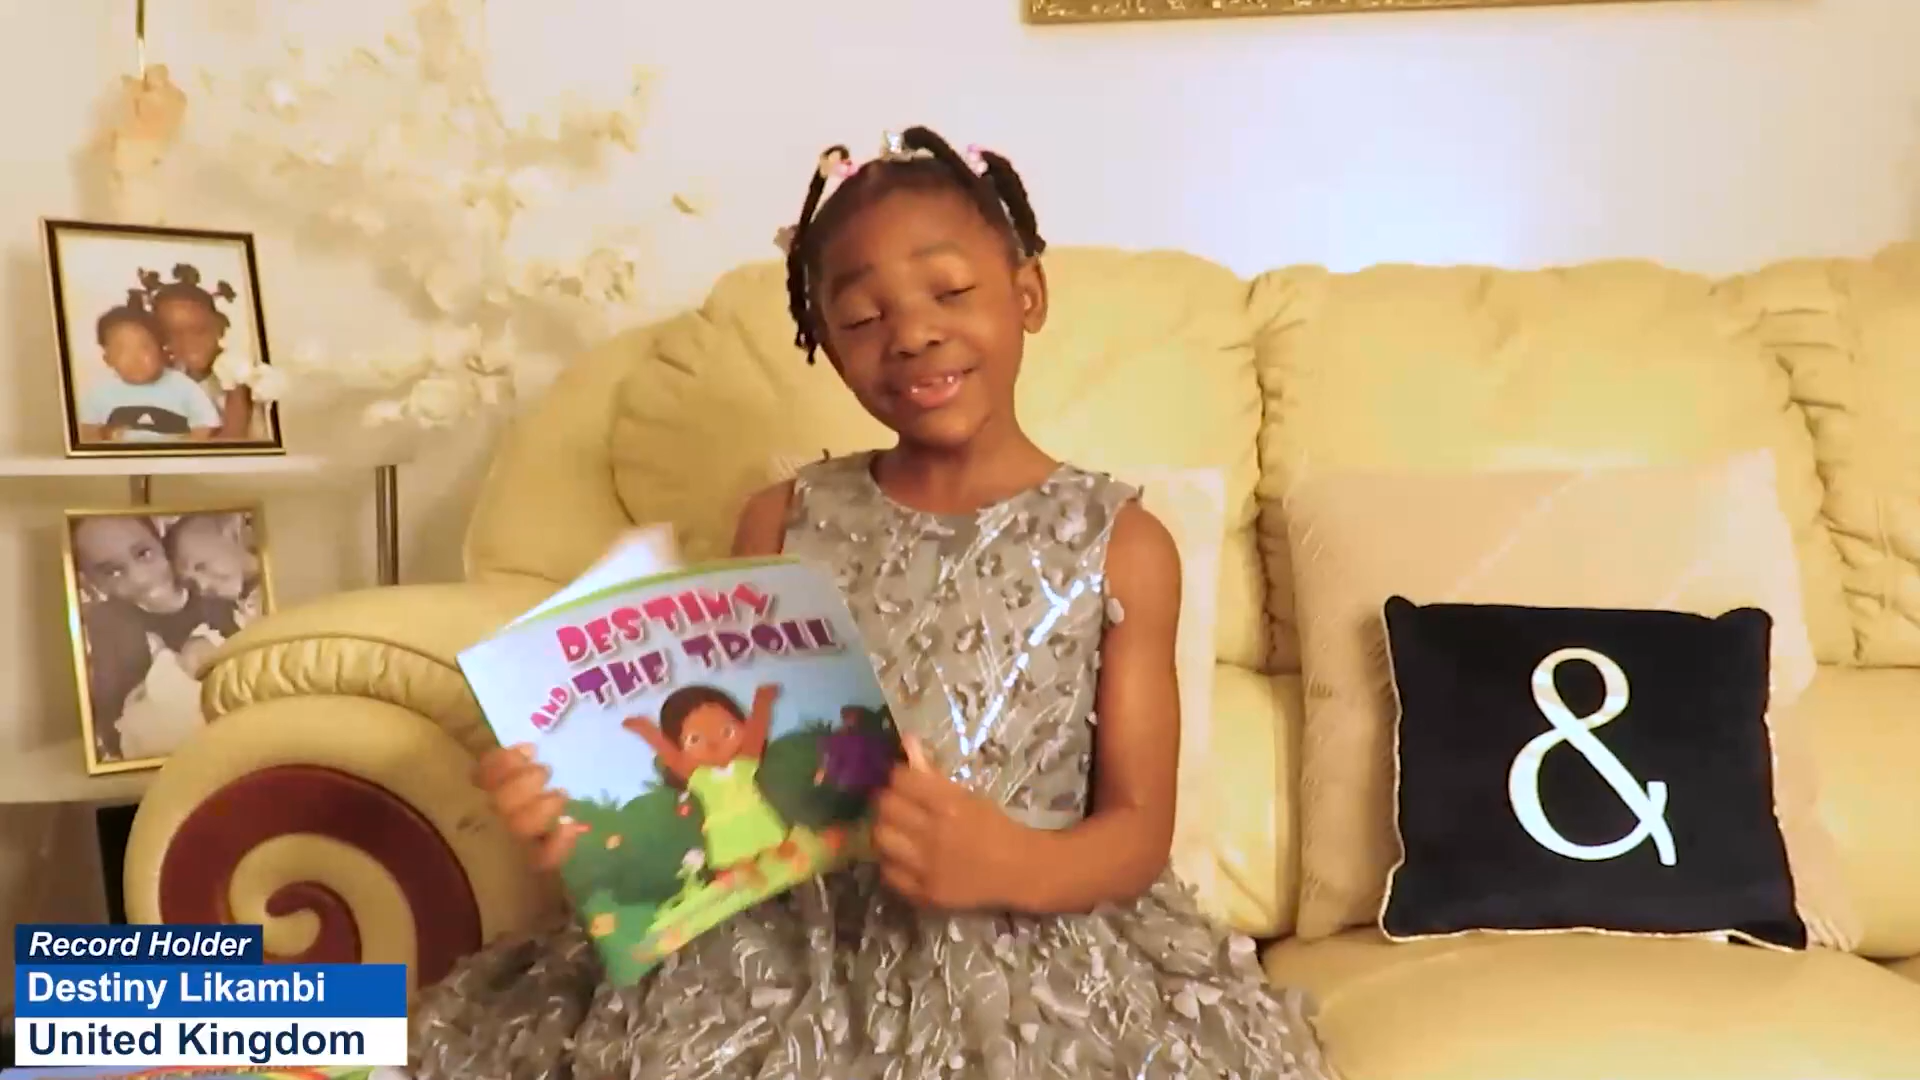 DESTINY
AND THE TROLL
&
Record Holder
Destiny Likambi
United Kingdom